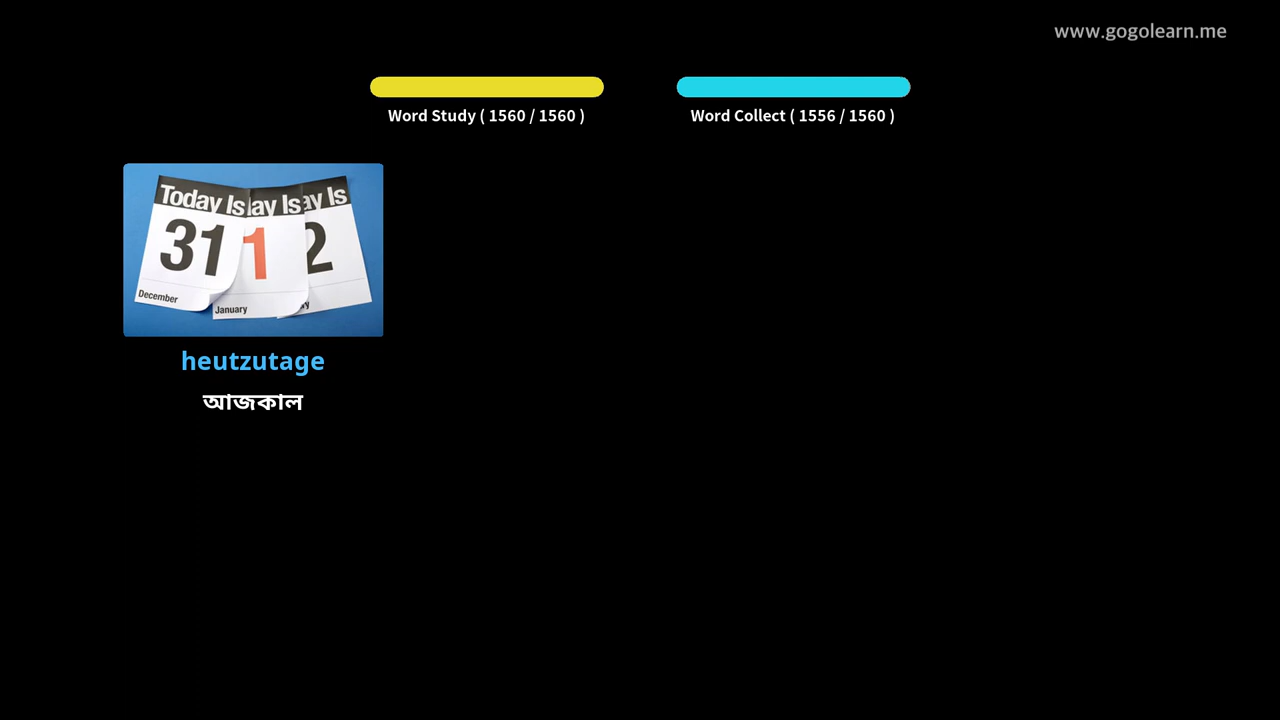 www.gogolearn.me
Word Study ( 1560 / 1560 )
Word Collect ( 1556 / 1560 )
Today Is
ay Is
ay Is
31
1
2
December
January
heutzutage
আজকাল